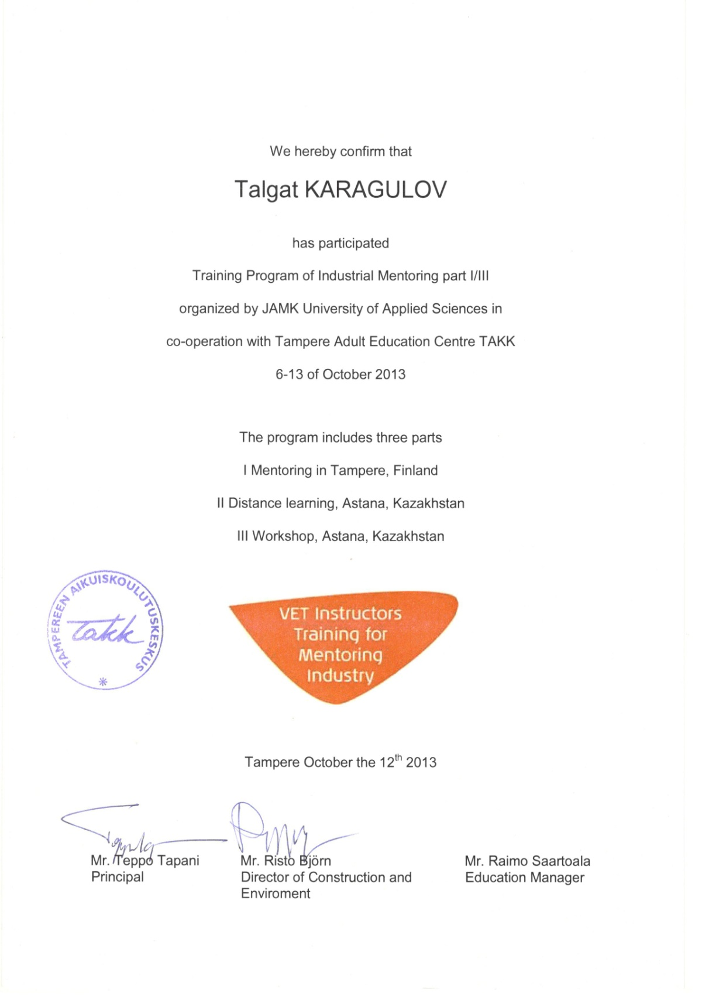 We hereby confirm that
Talgat KARAGULOV
has participated
Training Program of Industrial Mentoring part I/III
organized by JAMK University of Applied Sciences in
co-operation with Tampere Adult Education Centre TAKK
6-13 of October 2013
The program includes three parts
I Mentoring in Tampere, Finland
II Distance learning, Astana, Kazakhstan
III Workshop, Astana, Kazakhstan
TAMPEREEN AIKUISKOULUTUSKESKUS
takk
VET Instructors
Training for
Mentoring
Industry
Tampere October the 12th 2013
Mr. Teppo Tapani
Principal
Mr. Risto Björn
Director of Construction and
Enviroment
Mr. Raimo Saartoala
Education Manager